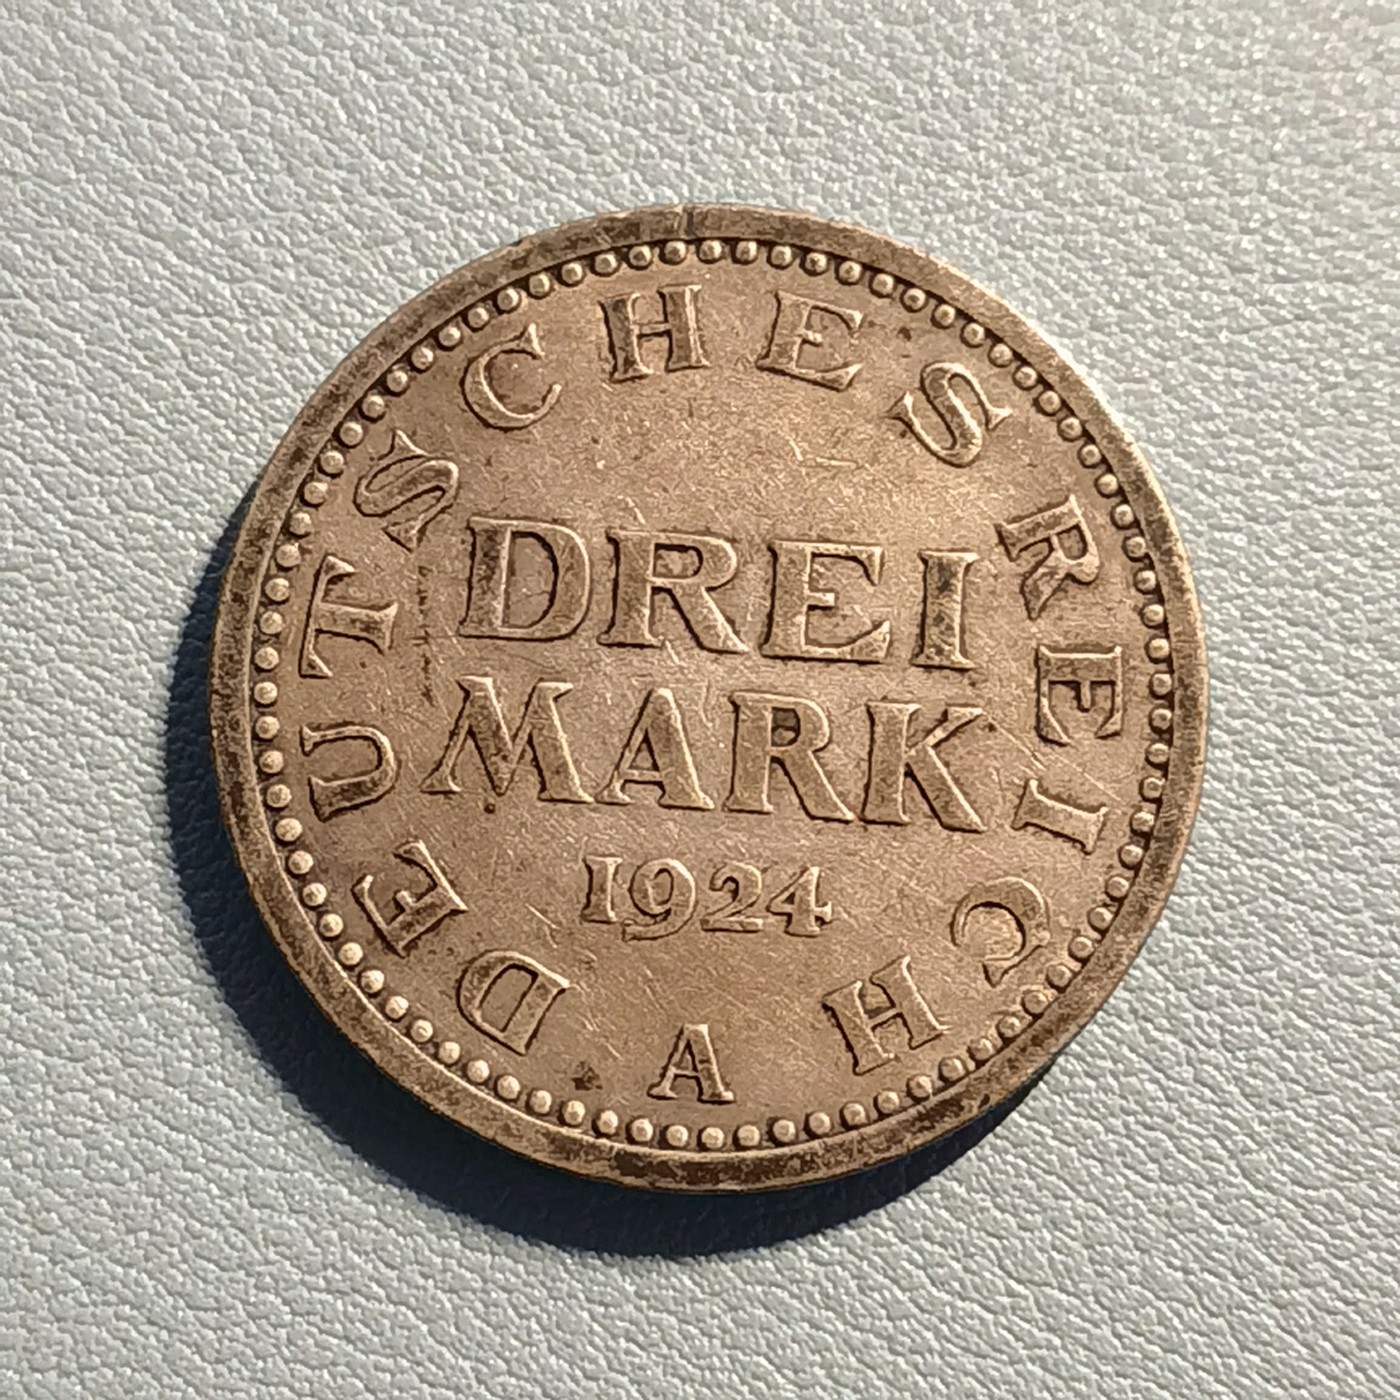 DEUTSCHES REICH
DREI
MARK
1924
A